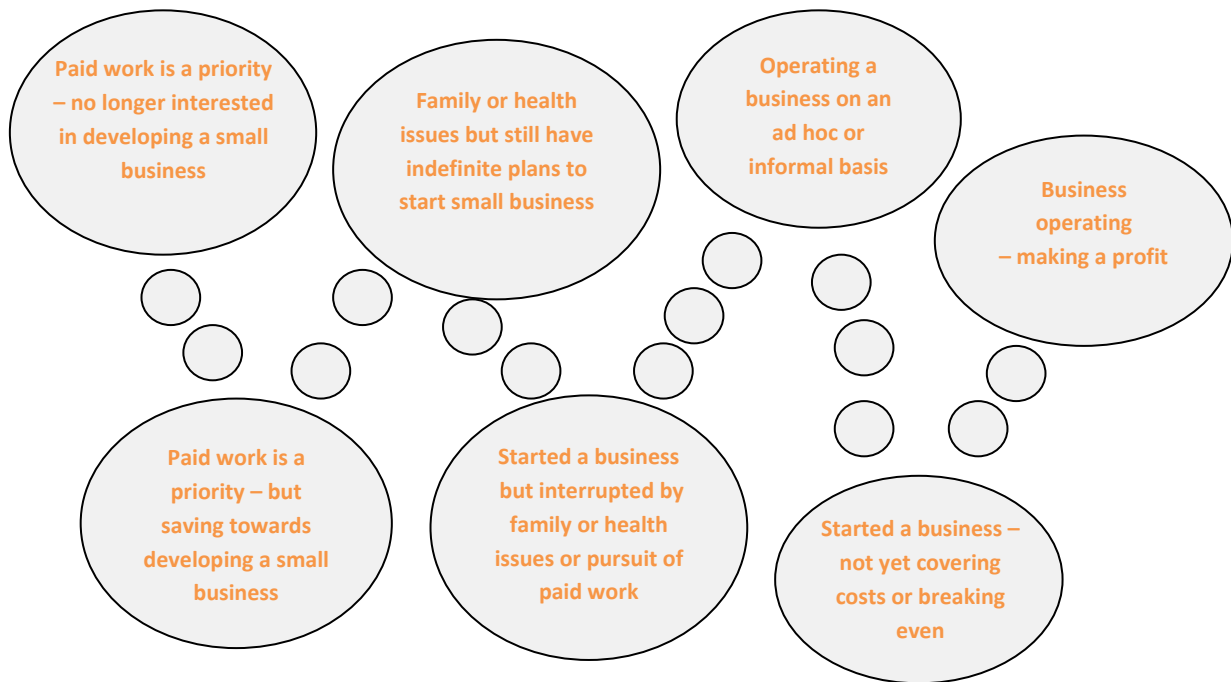 Paid work is a priority
– no longer interested
in developing a small
business
Family or health
issues but still have
indefinite plans to
start small business
Operating a
business on an
ad hoc or
informal basis
Business
operating
– making a profit
Paid work is a
priority – but
saving towards
developing a small
business
Started a business
but interrupted by
family or health
issues or pursuit of
paid work
Started a business –
not yet covering
costs or breaking
even